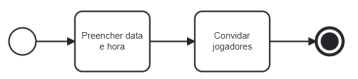 Preencher data
e hora
Convidar
jogadores